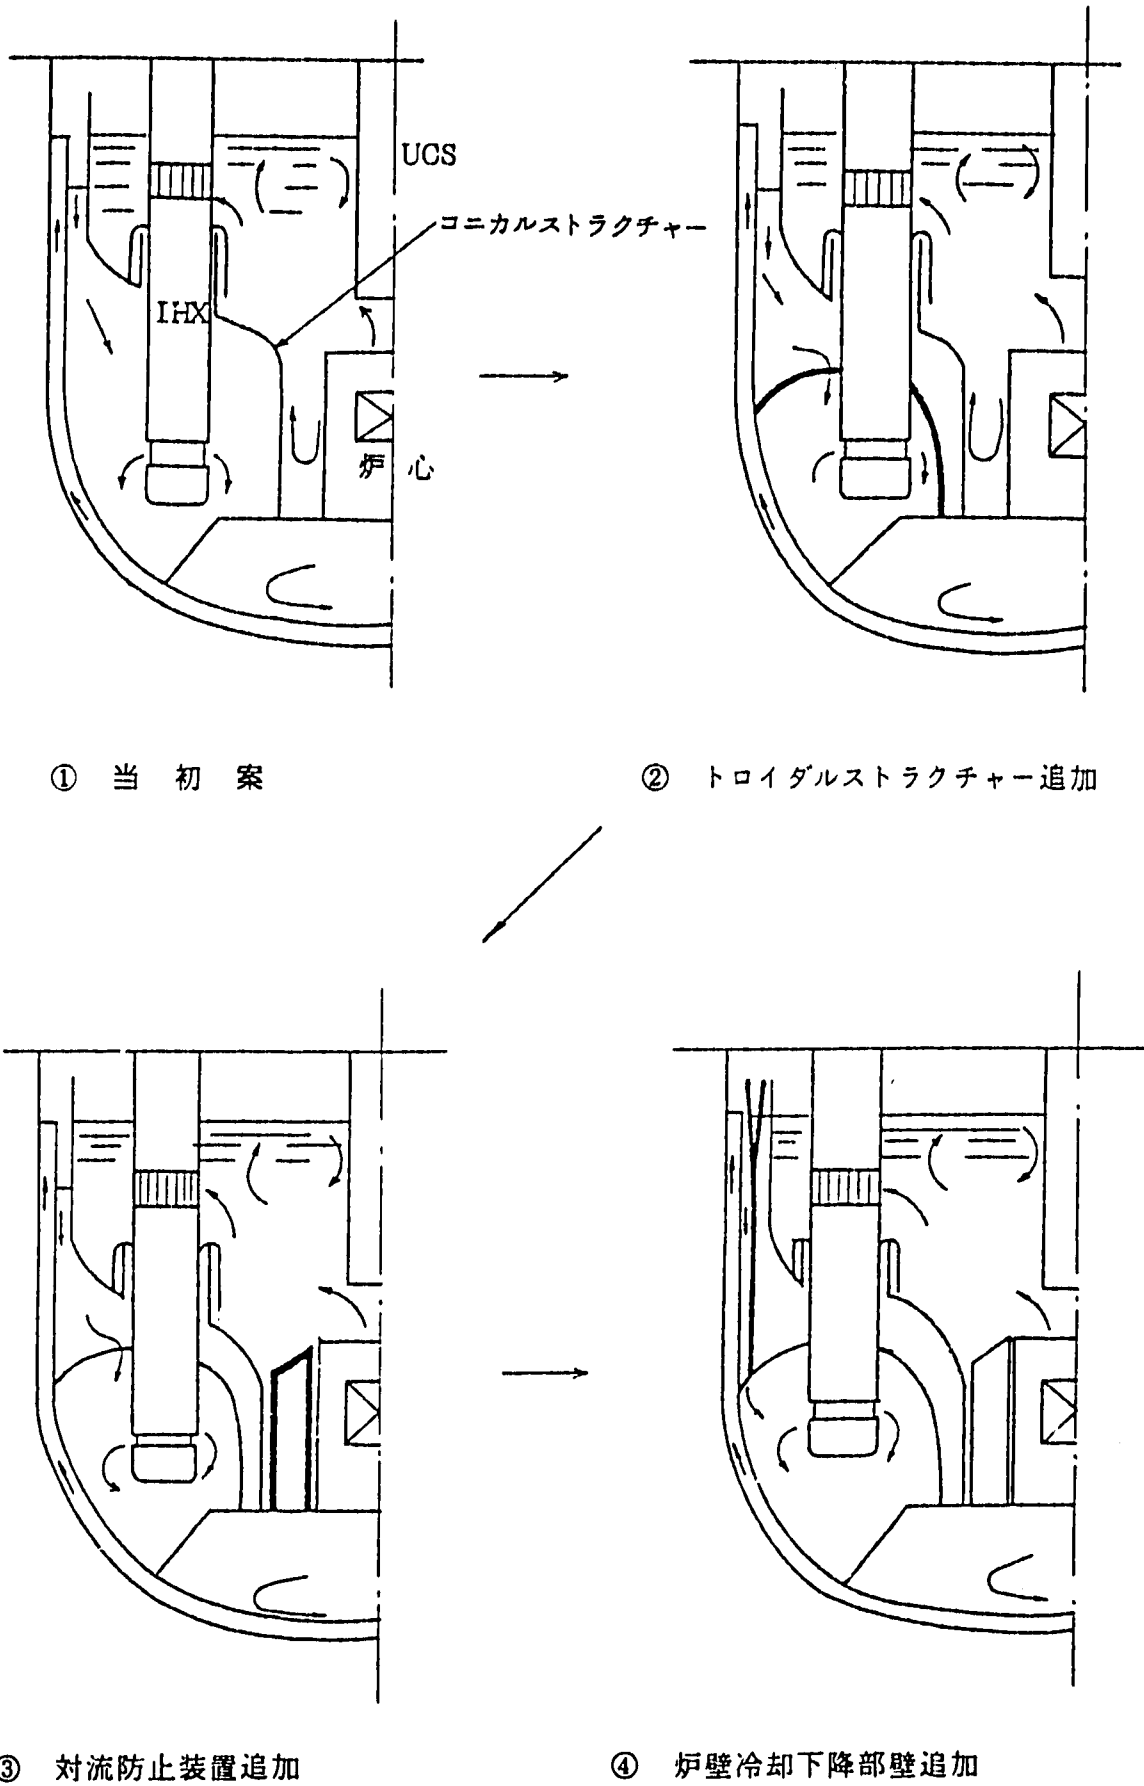 UCS
コニカルストラクチャー
IHX
炉心
① 当初案
② トロイダルストラクチャー追加
③ 対流防止装置追加
④ 炉壁冷却下降部壁追加